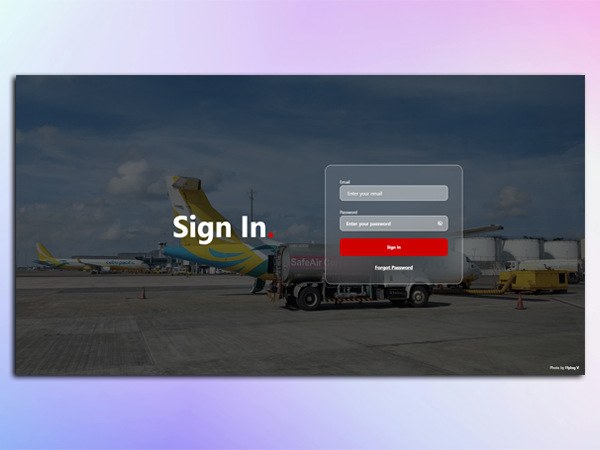 Sign In.
Email
Enter your email
Password
Enter your password
Sign In
Forgot Password
SafeAir
Photo by Flying V